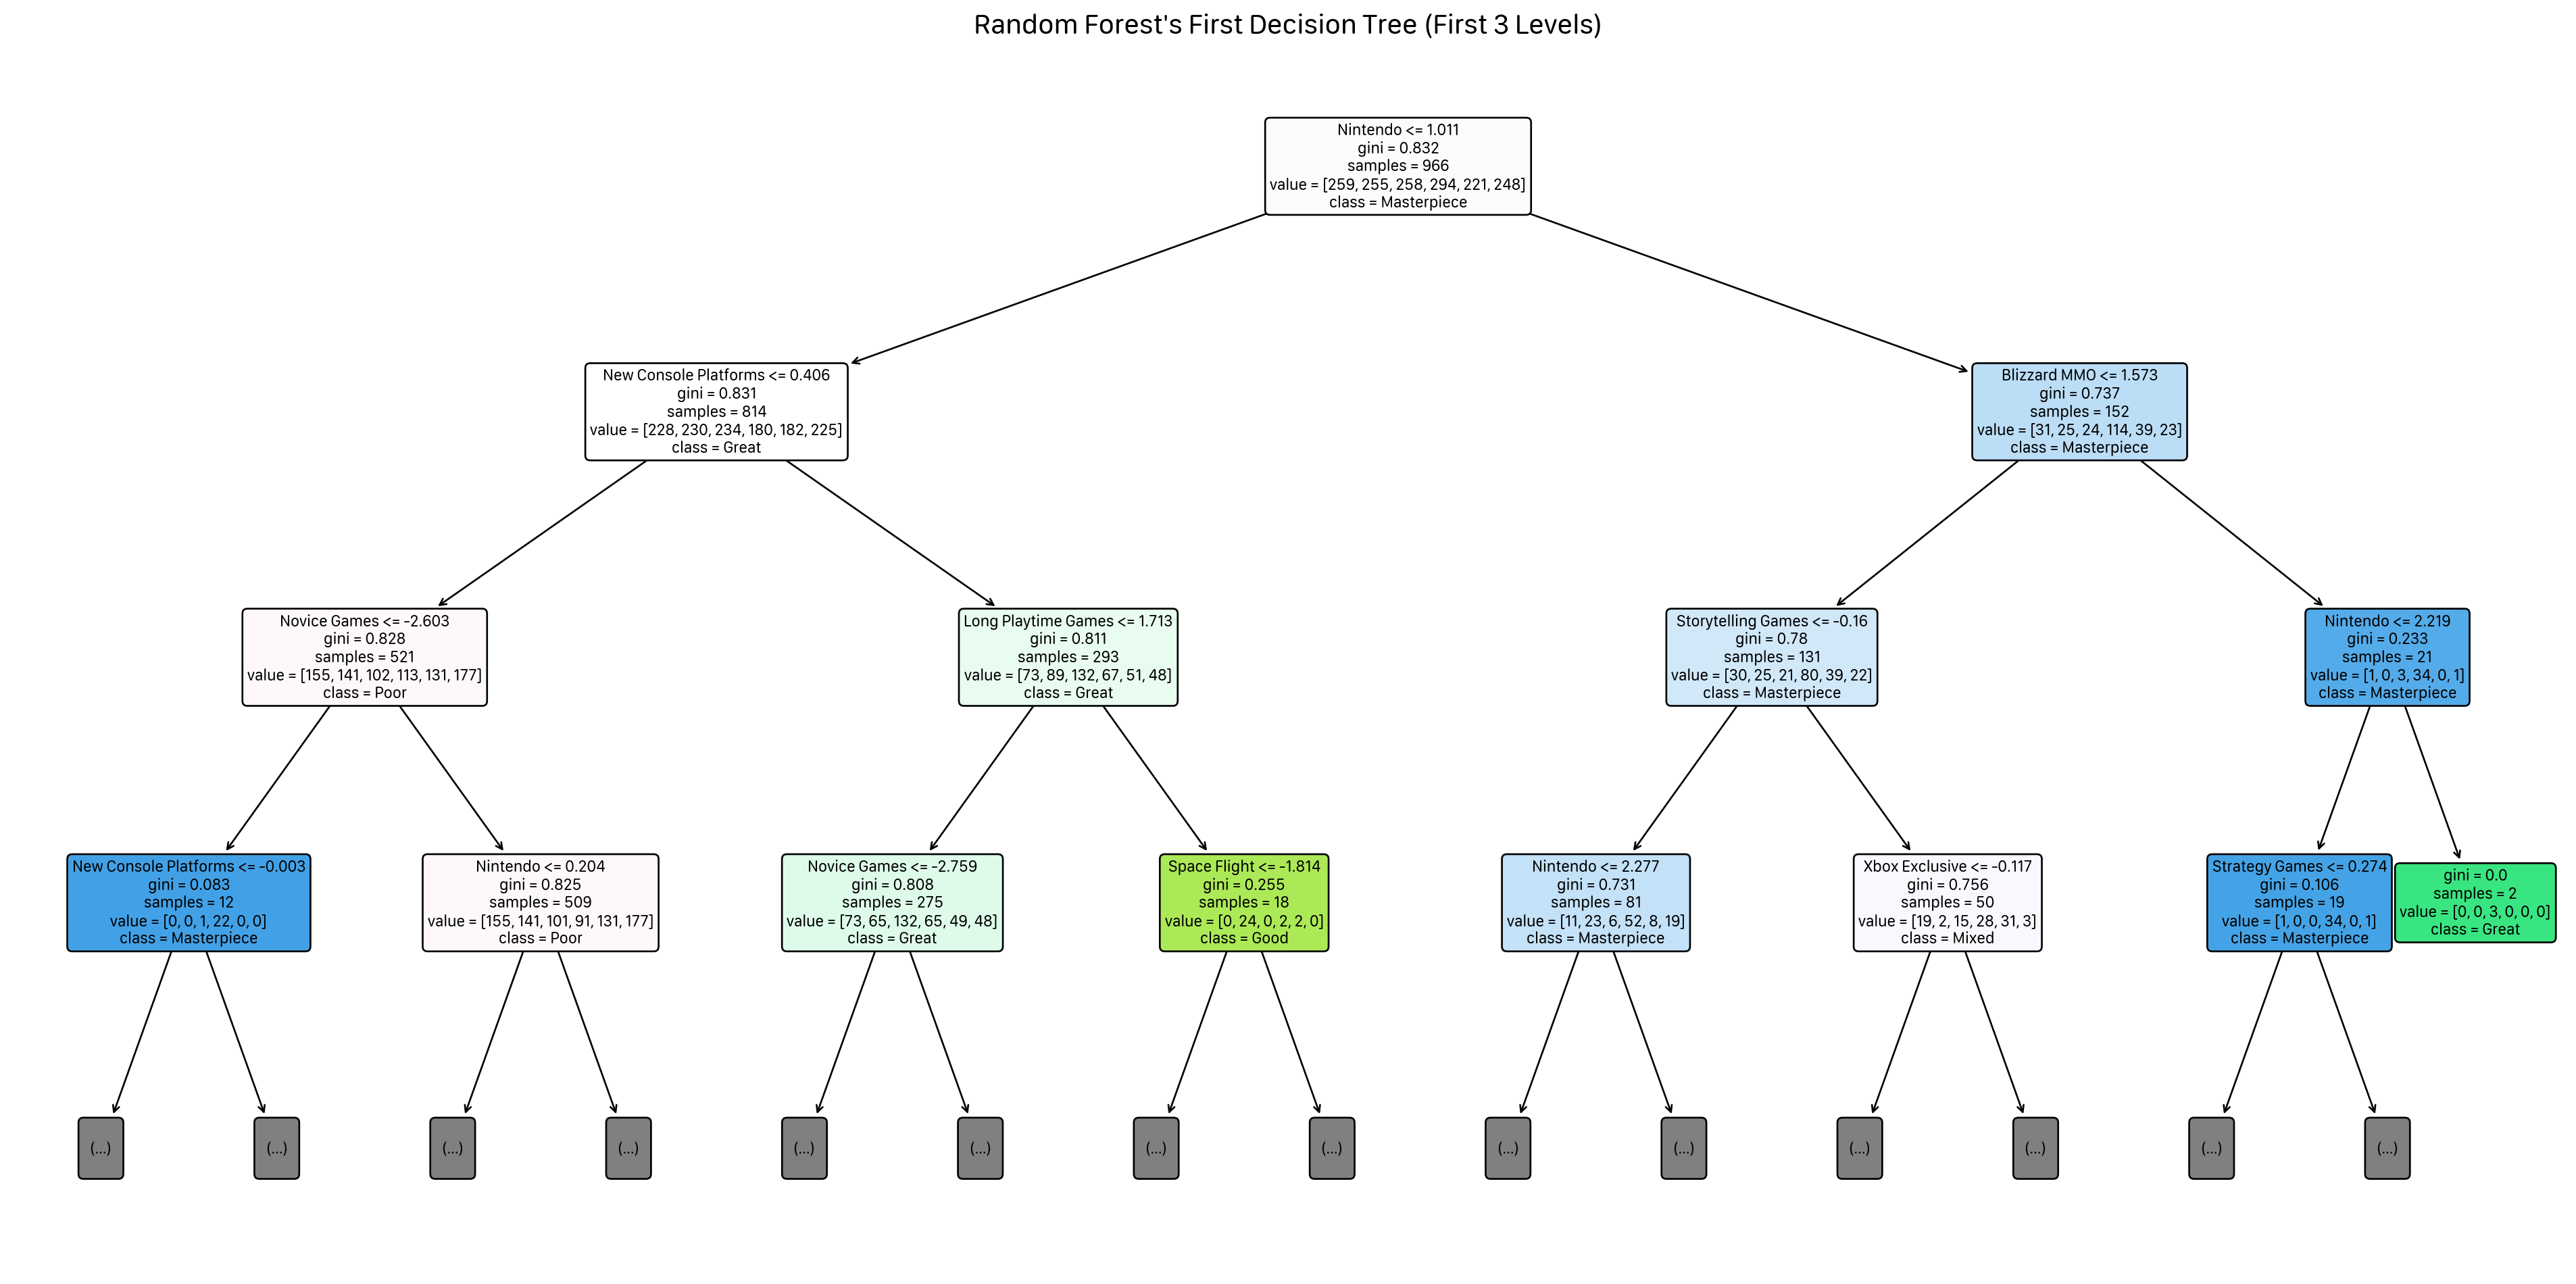 Random Forest's First Decision Tree (First 3 Levels)
Nintendo <= 1.011
gini = 0.832
samples = 966
value = [259, 255, 258, 294, 221, 248]
class = Masterpiece
New Console Platforms <= 0.406
gini = 0.831
samples = 814
value = [228, 230, 234, 180, 182, 225]
class = Great
Blizzard MMO <= 1.573
gini = 0.737
samples = 152
value = [31, 25, 24, 114, 39, 23]
class = Masterpiece
Novice Games <= -2.603
gini = 0.828
samples = 521
value = [155, 141, 102, 113, 131, 177]
class = Poor
Long Playtime Games <= 1.713
gini = 0.811
samples = 293
value = [73, 89, 132, 67, 51, 48]
class = Great
Storytelling Games <= -0.16
gini = 0.78
samples = 131
value = [30, 25, 21, 80, 39, 22]
class = Masterpiece
Nintendo <= 2.219
gini = 0.233
samples = 21
value = [1, 0, 3, 34, 0, 1]
class = Masterpiece
New Console Platforms <= -0.003
gini = 0.083
samples = 12
value = [0, 0, 1, 22, 0, 0]
class = Masterpiece
Nintendo <= 0.204
gini = 0.825
samples = 509
value = [155, 141, 101, 91, 131, 177]
class = Poor
Novice Games <= -2.759
gini = 0.808
samples = 275
value = [73, 65, 132, 65, 49, 48]
class = Great
Space Flight <= -1.814
gini = 0.255
samples = 18
value = [0, 24, 0, 2, 2, 0]
class = Good
Nintendo <= 2.277
gini = 0.731
samples = 81
value = [11, 23, 6, 52, 8, 19]
class = Masterpiece
Xbox Exclusive <= -0.117
gini = 0.756
samples = 50
value = [19, 2, 15, 28, 31, 3]
class = Mixed
Strategy Games <= 0.274
gini = 0.106
samples = 19
value = [1, 0, 0, 34, 0, 1]
class = Masterpiece
gini = 0.0
samples = 2
value = [0, 0, 3, 0, 0, 0]
class = Great
(...)
(...)
(...)
(...)
(...)
(...)
(...)
(...)
(...)
(...)
(...)
(...)
(...)
(...)